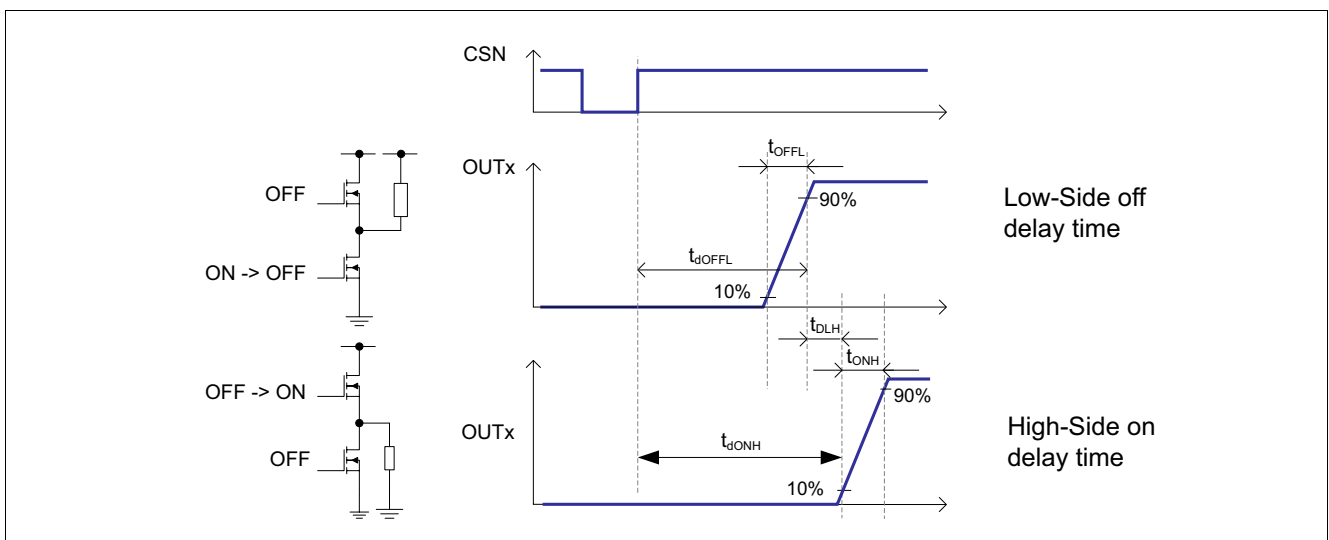 CSN
OUTx
tOFFL
90%
OFF
Low-Side off
delay time
ON -> OFF
tdOFFL
10%
tDLH
tONH
OFF -> ON
90%
OUTx
High-Side on
delay time
OFF
tdONH
10%